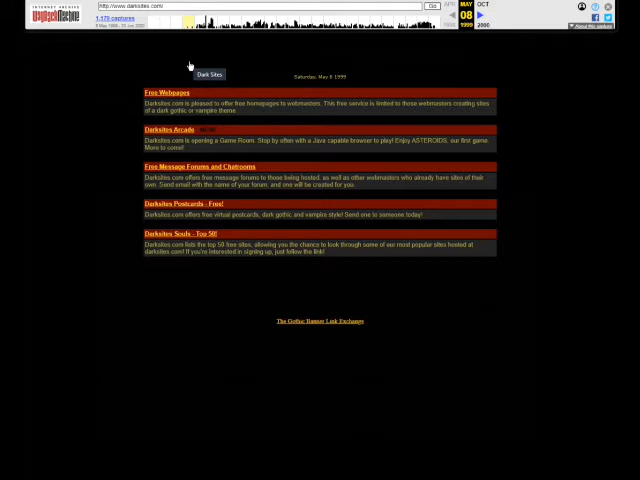 INTERNET ARCHIVE
WayBackMachine
http://www.darksites.com/
Go
APR
MAY
OCT
1,179 captures
08
1998
1999
2000
About this capture
Dark Sites
Saturday, May 8 1999
Free Webpages
Darksites.com is pleased to offer free homepages to webmasters. This free service is limited to those webmasters creating sites
of a dark gothic or vampire theme.
Darksites Arcade
Darksites.com is opening a Game Room. Stop by often with a Java capable browser to play! Enjoy ASTEROIDS, our first game.
More to come!
Free Message Forums and Chatrooms
Darksites.com offers free message forums to those being hosted, as well as other webmasters who already have sites of their
own. Send email with the name of your forum, and one will be created for you.
Darksites Postcards - Free!
Darksites.com offers free virtual postcards, dark gothic and vampire style! Send one to someone today!
Darksites Souls - Top 50!
Darksites.com lists the top 50 free sites, allowing you the chance to look through some of our most popular sites hosted at
darksites.com! If you're interested in signing up, just follow the link!
The Gothic Banner Link Exchange